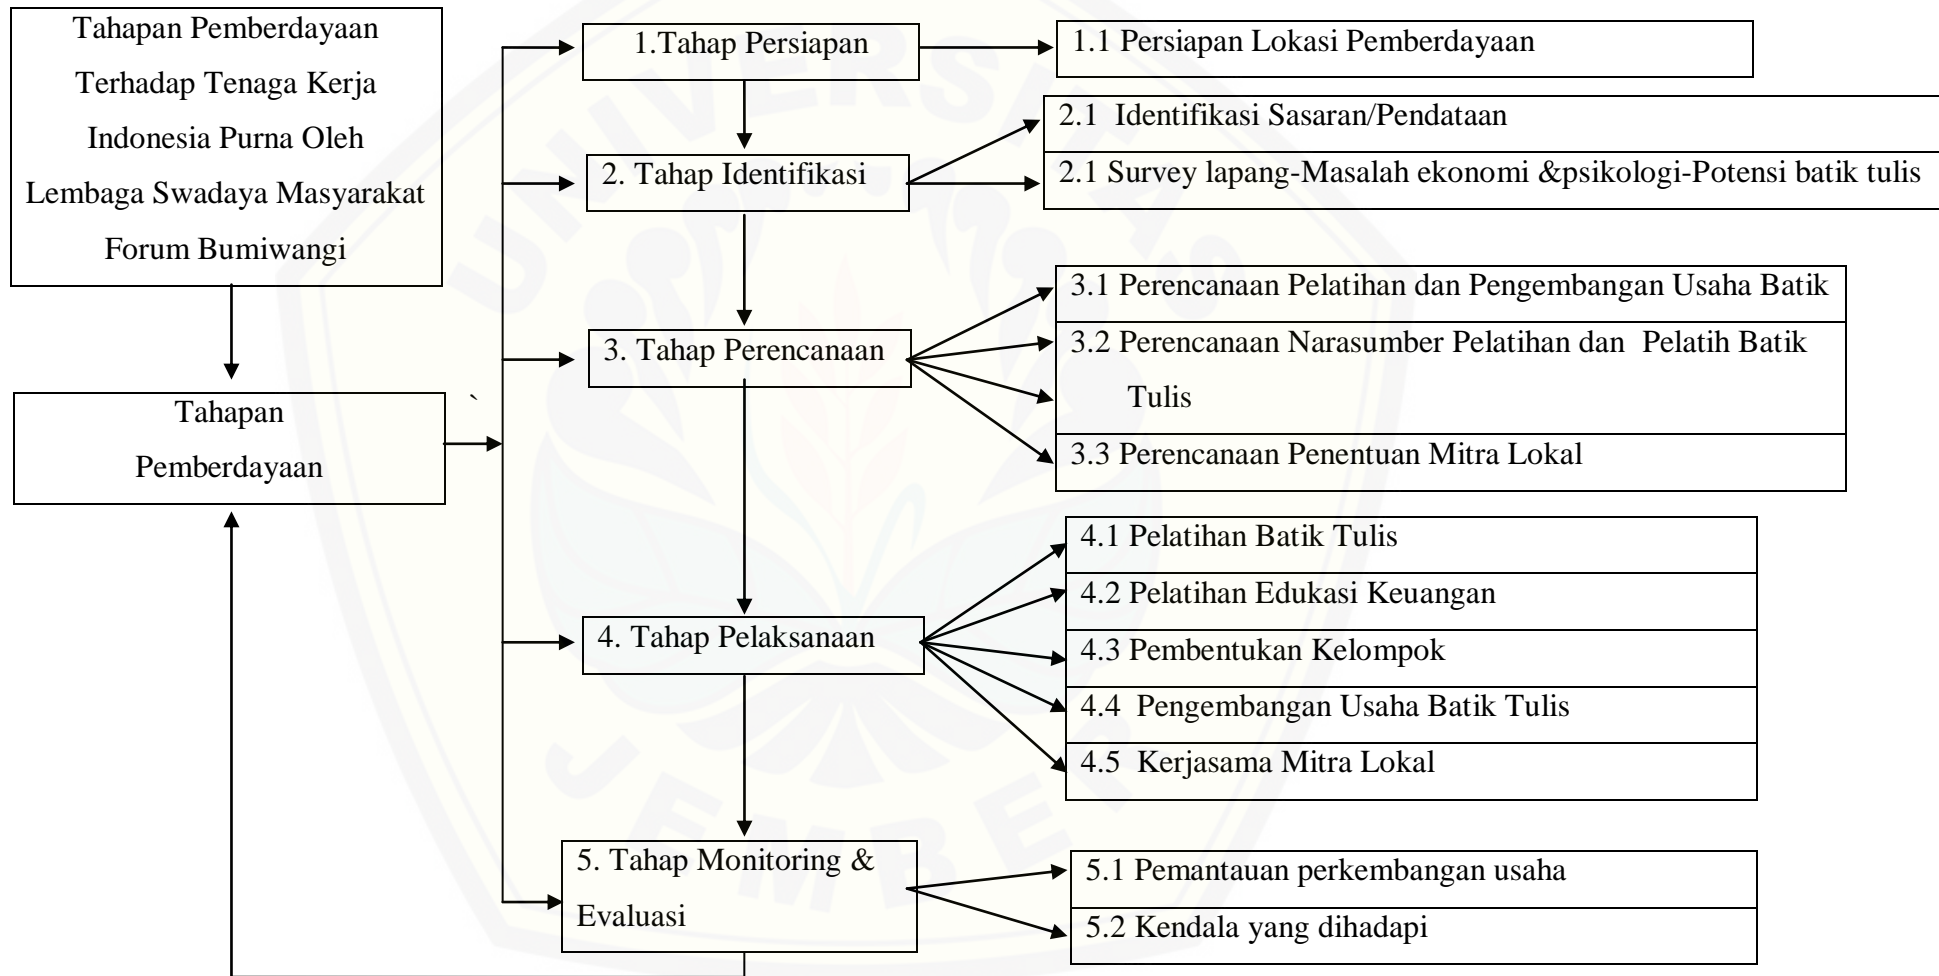 Tahapan Pemberdayaan
Terhadap Tenaga Kerja
Indonesia Purna Oleh
Lembaga Swadaya Masyarakat
Forum Bumiwangi
Tahapan
Pemberdayaan
`
1.Tahap Persiapan
1.1 Persiapan Lokasi Pemberdayaan
2. Tahap Identifikasi
2.1  Identifikasi Sasaran/Pendataan
2.1 Survey lapang-Masalah ekonomi &psikologi-Potensi batik tulis
3. Tahap Perencanaan
3.1 Perencanaan Pelatihan dan Pengembangan Usaha Batik
3.2 Perencanaan Narasumber Pelatihan dan  Pelatih Batik
Tulis
3.3 Perencanaan Penentuan Mitra Lokal
4. Tahap Pelaksanaan
4.1 Pelatihan Batik Tulis
4.2 Pelatihan Edukasi Keuangan
4.3 Pembentukan Kelompok
4.4  Pengembangan Usaha Batik Tulis
4.5  Kerjasama Mitra Lokal
5. Tahap Monitoring &
Evaluasi
5.1 Pemantauan perkembangan usaha
5.2 Kendala yang dihadapi
UNIVERSITAS
JEMBER